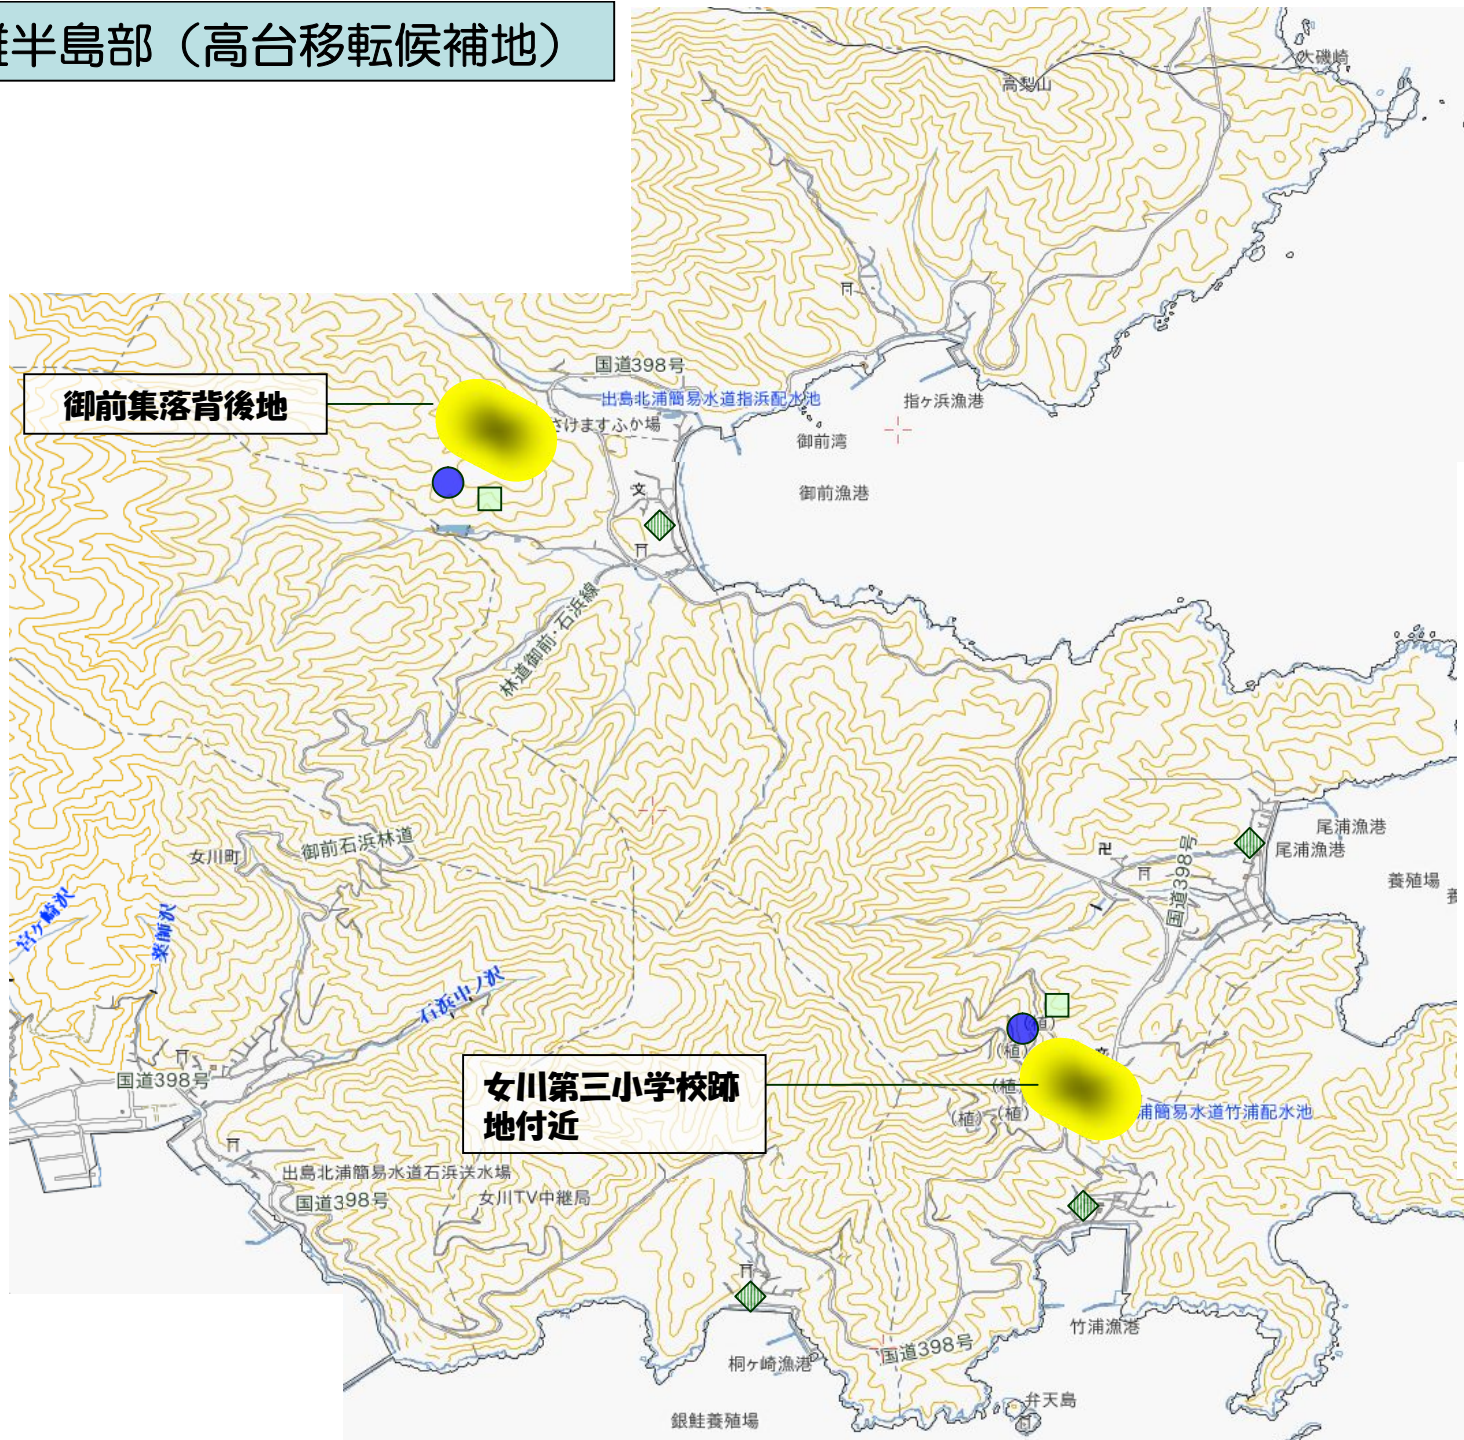 半島部（高台移転候補地）
大磯崎
高梨山
国道398号
出島北浦簡易水道指浜配水池
指ヶ浜漁港
御前集落背後地
さけますふか場
御前湾
文
御前漁港
林道御前・石浜線
尾浦漁港
尾浦漁港
御前石浜林道
女川町
国道398号
養殖場
宮ヶ崎沢
薬師沢
石浜中ノ沢
（植）
（植）
国道398号
女川第三小学校跡
地付近
（植
（植）
（植）
浦簡易水道竹浦配水池
出島北浦簡易水道石浜送水場
国道398号
女川TV中継局
竹浦漁港
国道398号
桐ヶ崎漁港
弁天島
銀鮭養殖場